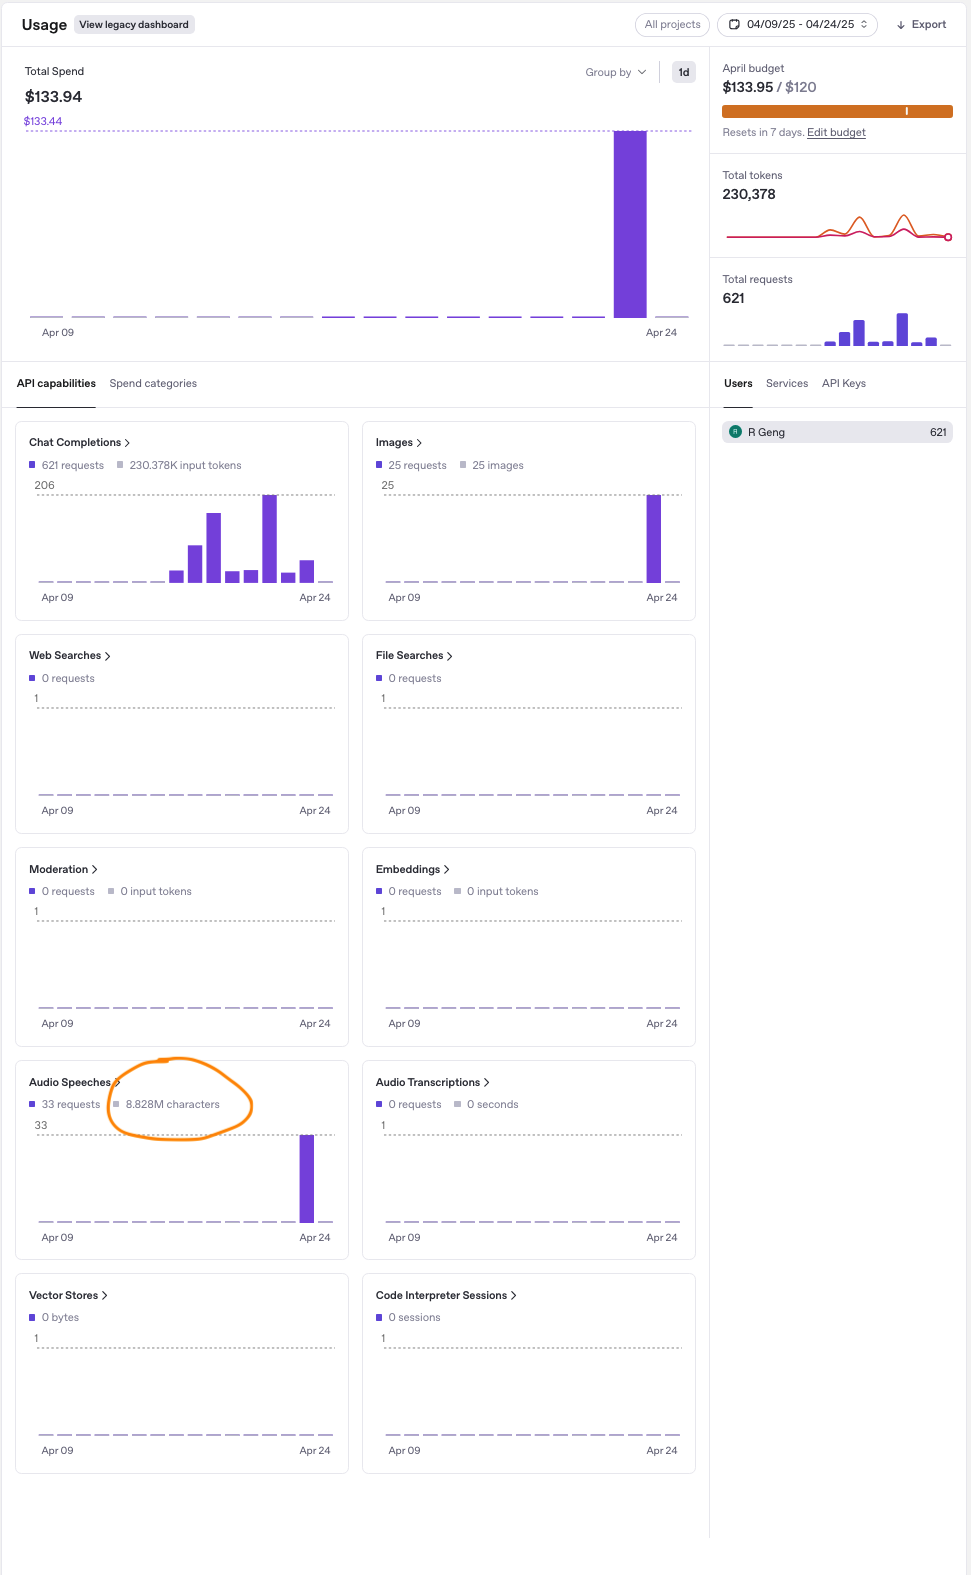 Usage View legacy dashboard All projects 04/09/25 - 04/24/25 Export
Total Spend Group by 1d
$133.94
$133.44
Apr 09 Apr 24
April budget
$133.95 / $120
Resets in 7 days. Edit budget
Total tokens
230,378
Total requests
621
API capabilities Spend categories
Users Services API Keys
R R Geng 621
Chat Completions
621 requests 230.378K input tokens
206
Apr 09 Apr 24
Images
25 requests 25 images
25
Apr 09 Apr 24
Web Searches
0 requests
1
Apr 09 Apr 24
File Searches
0 requests
1
Apr 09 Apr 24
Moderation
0 requests 0 input tokens
1
Apr 09 Apr 24
Embeddings
0 requests 0 input tokens
1
Apr 09 Apr 24
Audio Speeches
33 requests 8.828M characters
33
Apr 09 Apr 24
Audio Transcriptions
0 requests 0 seconds
1
Apr 09 Apr 24
Vector Stores
0 bytes
1
Apr 09 Apr 24
Code Interpreter Sessions
0 sessions
1
Apr 09 Apr 24